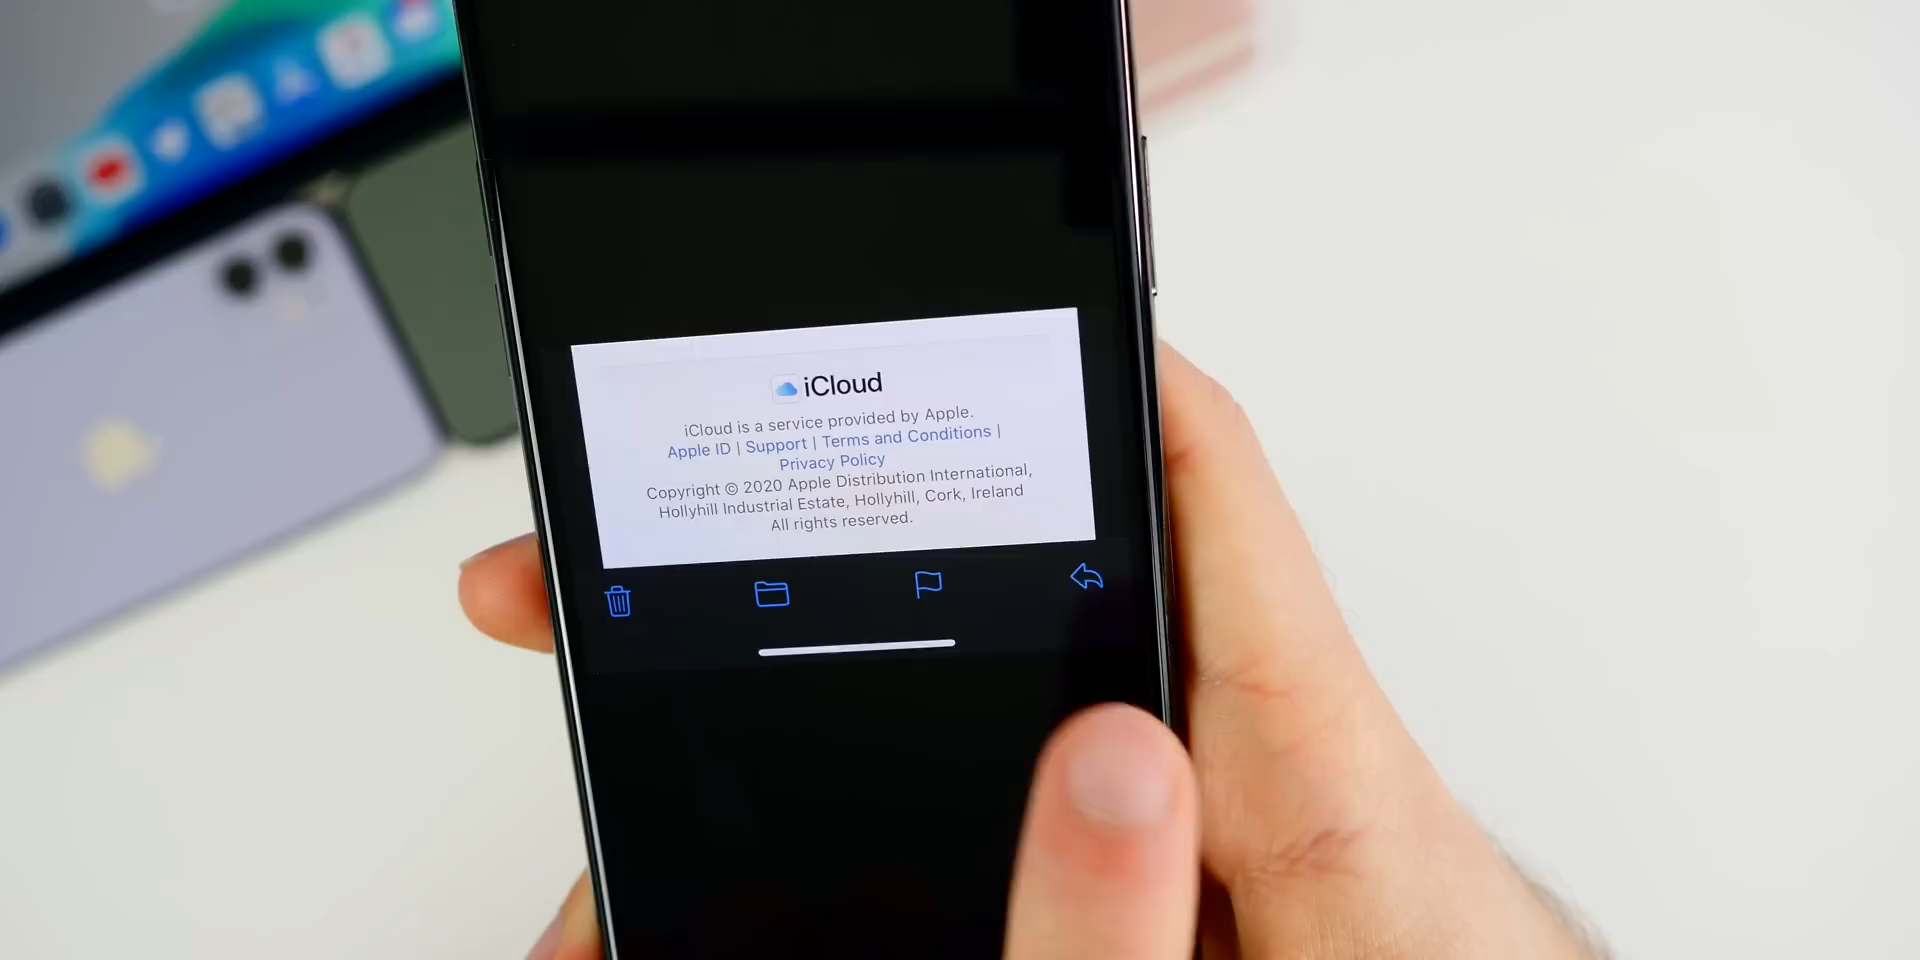 iCloud
iCloud is a service provided by Apple.
Apple ID | Support | Terms and Conditions |
Privacy Policy
Copyright © 2020 Apple Distribution International,
Hollyhill Industrial Estate, Hollyhill, Cork, Ireland
All rights reserved.